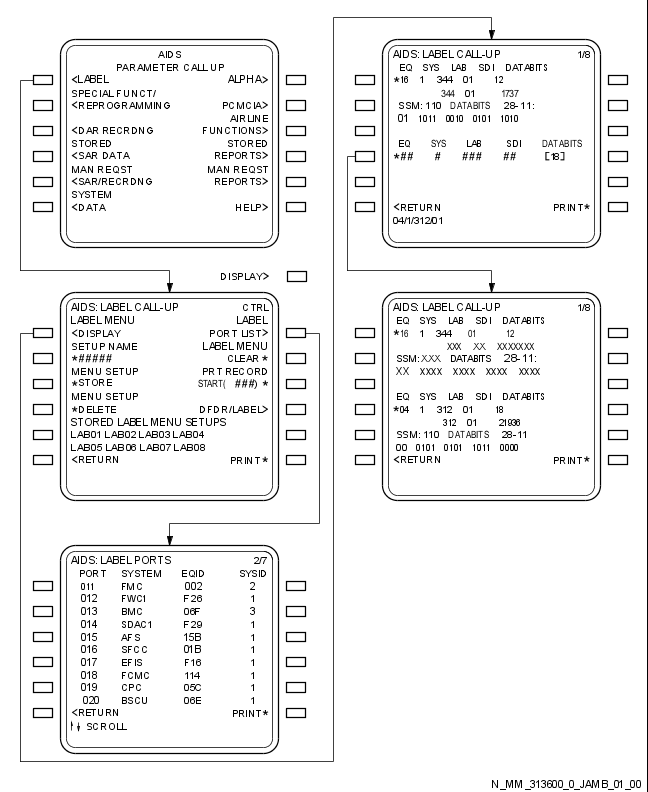 AIDS
PARAMETER CALL UP
<LABEL ALPHA>
SPECIAL FUNCT/
<REPROGRAMMING PCMCIA>
AIRLINE
<DAR RECRDNG FUNCTIONS>
STORED STORED
<SAR DATA REPORTS>
MAN REQST MAN REQST
<SAR/RECRDNG REPORTS>
SYSTEM
<DATA HELP>
DISPLAY>
AIDS: LABEL CALL-UP CTRL
LABEL MENU LABEL
<DISPLAY PORT LIST>
SETUP NAME LABEL MENU
*##### CLEAR *
MENU SETUP PRT RECORD
*STORE START( ###) *
MENU SETUP
*DELETE DFDR/LABEL>
STORED LABEL MENU SETUPS
LAB01 LAB02 LAB03 LAB04
LAB05 LAB06 LAB07 LAB08
<RETURN PRINT*
AIDS: LABEL PORTS 2/7
PORT SYSTEM EQID SYSID
011 FMC 002 2
012 FWC1 F26 1
013 BMC 06F 3
014 SDAC1 F29 1
015 AFS 15B 1
016 SFCC 01B 1
017 EFIS F16 1
018 FCMC 114 1
019 CPC 05C 1
020 BSCU 06E 1
<RETURN PRINT*
SCROLL
AIDS: LABEL CALL-UP 1/8
EQ SYS LAB SDI DATABITS
*16 1 344 01 12
344 01 1737
SSM: 110 DATABITS 28-11:
01 1011 0010 0101 1010
EQ SYS LAB SDI DATABITS
*## # ### ## [18]
<RETURN PRINT*
04/1/312/01
AIDS: LABEL CALL-UP 1/8
EQ SYS LAB SDI DATABITS
*16 1 344 01 12
XXX XX XXXXXXX
SSM: XXX DATABITS 28-11:
XX XXXX XXXX XXXX XXXX
EQ SYS LAB SDI DATABITS
*04 1 312 01 18
312 01 21936
SSM: 110 DATABITS 28-11
00 0101 0101 1011 0000
<RETURN PRINT*
N_MM_313600_0_JAMB_01_00